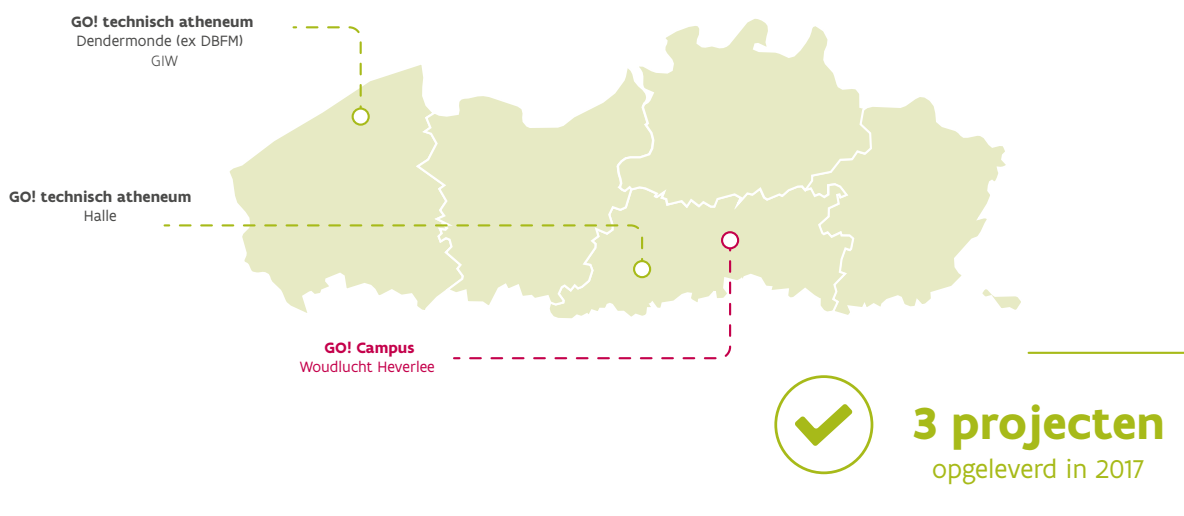 GO! technisch atheneum
Dendermonde (ex DBFM)
GIW
GO! technisch atheneum
Halle
GO! Campus
Woudlucht Heverlee
3 projecten
opgeleverd in 2017